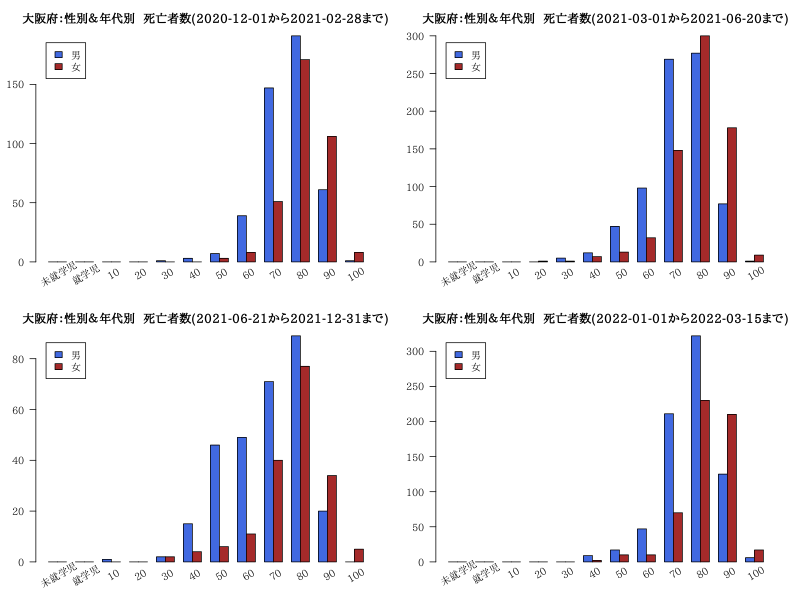 大阪府：性別＆年代別　死亡者数(2020-12-01から2021-02-28まで)
男
女
150
100
50
0
未就学児 就学児 10 20 30 40 50 60 70 80 90 100
大阪府：性別＆年代別　死亡者数(2021-03-01から2021-06-20まで)
男
女
300
250
200
150
100
50
0
未就学児 就学児 10 20 30 40 50 60 70 80 90 100
大阪府：性別＆年代別　死亡者数(2021-06-21から2021-12-31まで)
男
女
80
60
40
20
0
未就学児 就学児 10 20 30 40 50 60 70 80 90 100
大阪府：性別＆年代別　死亡者数(2022-01-01から2022-03-15まで)
男
女
300
250
200
150
100
50
0
未就学児 就学児 10 20 30 40 50 60 70 80 90 100